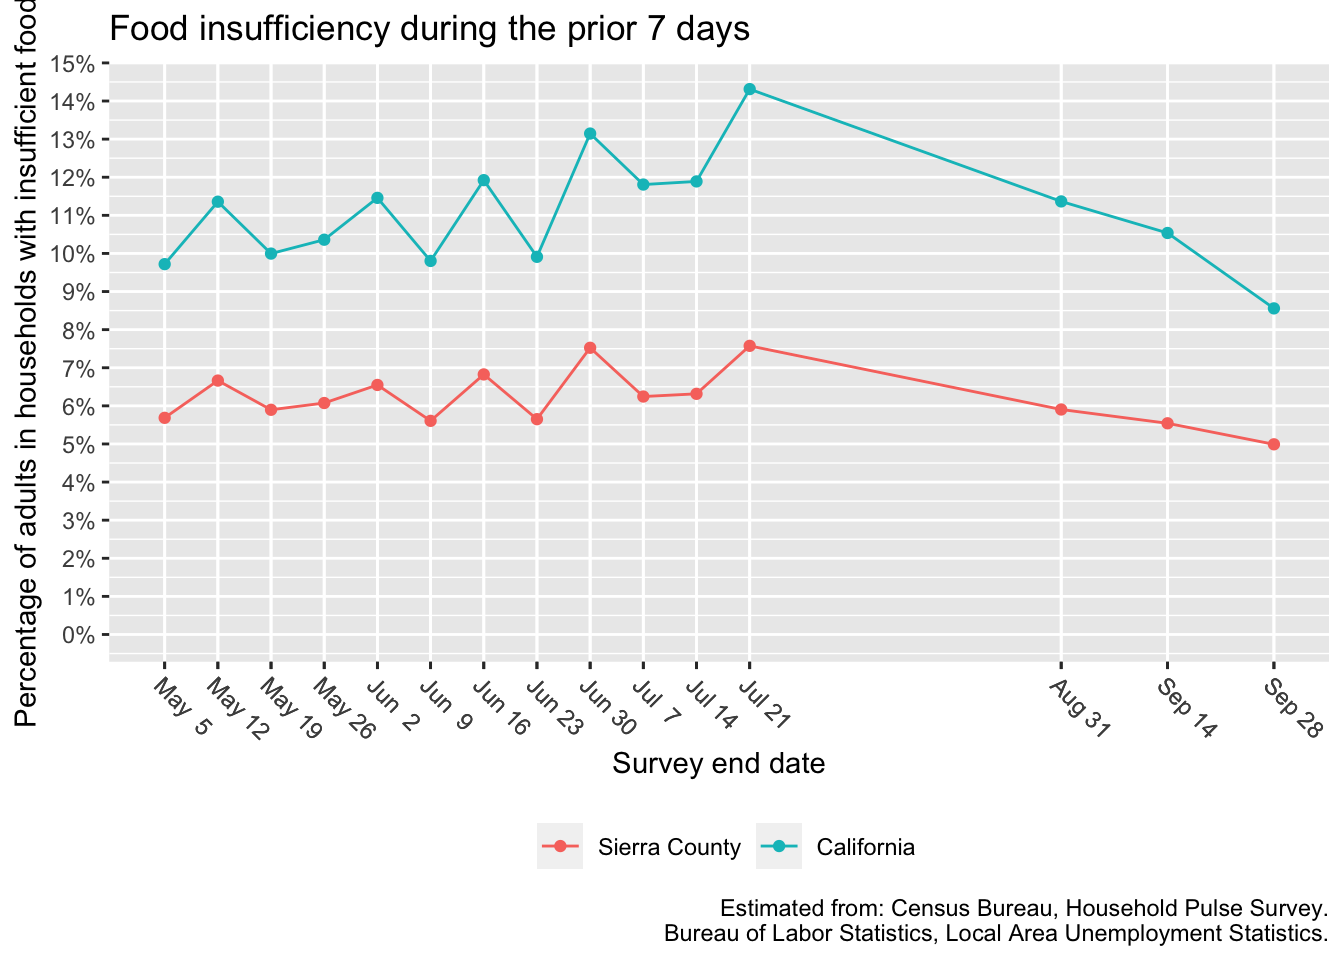 Food insufficiency during the prior 7 days
Percentage of adults in households with insufficient food
15%
14%
13%
12%
11%
10%
9%
8%
7%
6%
5%
4%
3%
2%
1%
0%
May 5
May 12
May 19
May 26
Jun 2
Jun 9
Jun 16
Jun 23
Jun 30
Jul 7
Jul 14
Jul 21
Aug 31
Sep 14
Sep 28
Survey end date
Sierra County
California
Estimated from: Census Bureau, Household Pulse Survey.
Bureau of Labor Statistics, Local Area Unemployment Statistics.